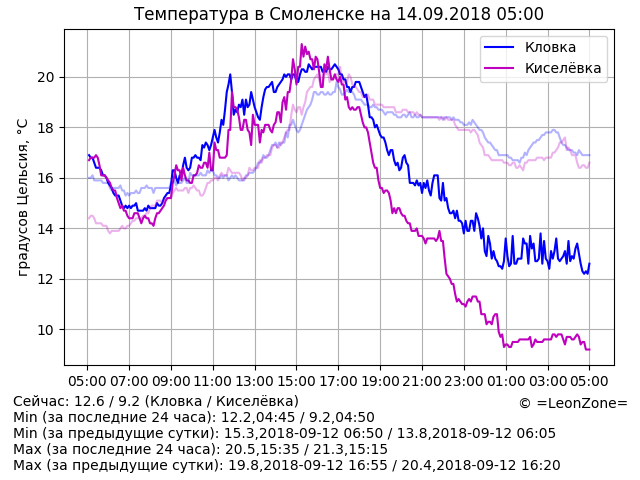 Температура в Смоленске на 14.09.2018 05:00
Кловка
Киселёвка
градусов Цельсия, °C
20
18
16
14
12
10
05:00 07:00 09:00 11:00 13:00 15:00 17:00 19:00 21:00 23:00 01:00 03:00 05:00
Сейчас: 12.6 / 9.2 (Кловка / Киселёвка)
© =LeonZone=
Min (за последние 24 часа): 12.2,04:45 / 9.2,04:50
Min (за предыдущие сутки): 15.3,2018-09-12 06:50 / 13.8,2018-09-12 06:05
Max (за последние 24 часа): 20.5,15:35 / 21.3,15:15
Max (за предыдущие сутки): 19.8,2018-09-12 16:55 / 20.4,2018-09-12 16:20